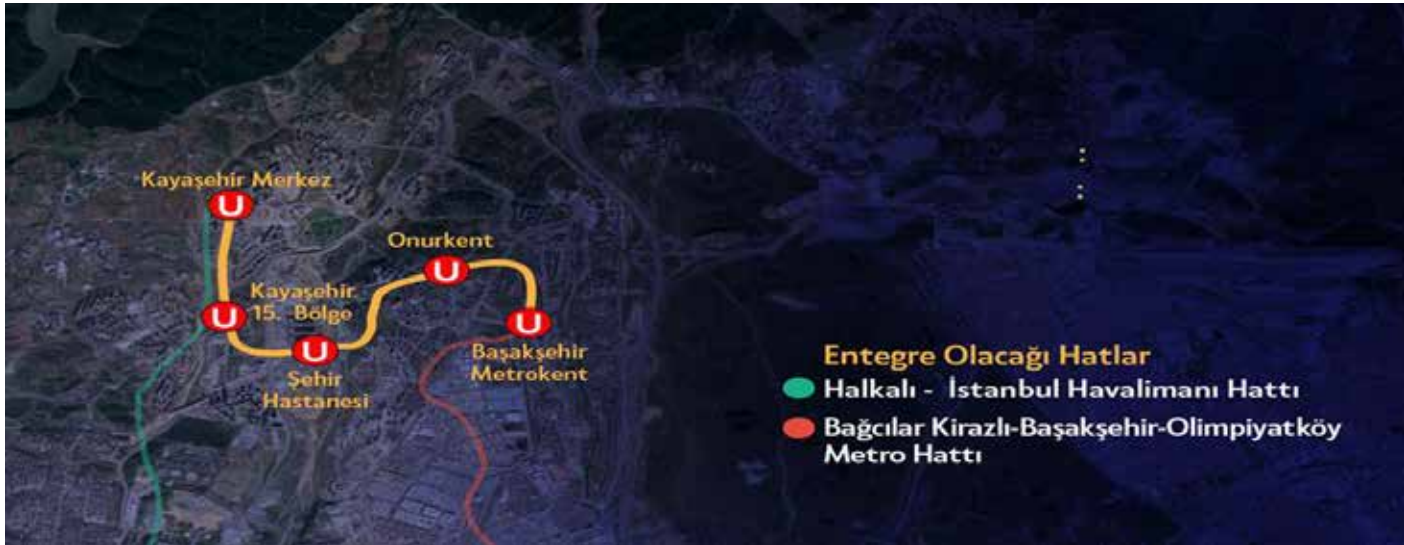 Kayaşehir Merkez
U
Onurkent
U
Kayaşehir
15. Bölge
U
U
U
Şehir
Hastanesi
Başakşehir
Metrokent
Entegre Olacağı Hatlar
Halkalı - İstanbul Havalimanı Hattı
Bağcılar Kirazlı-Başakşehir-Olimpiyatköy
Metro Hattı